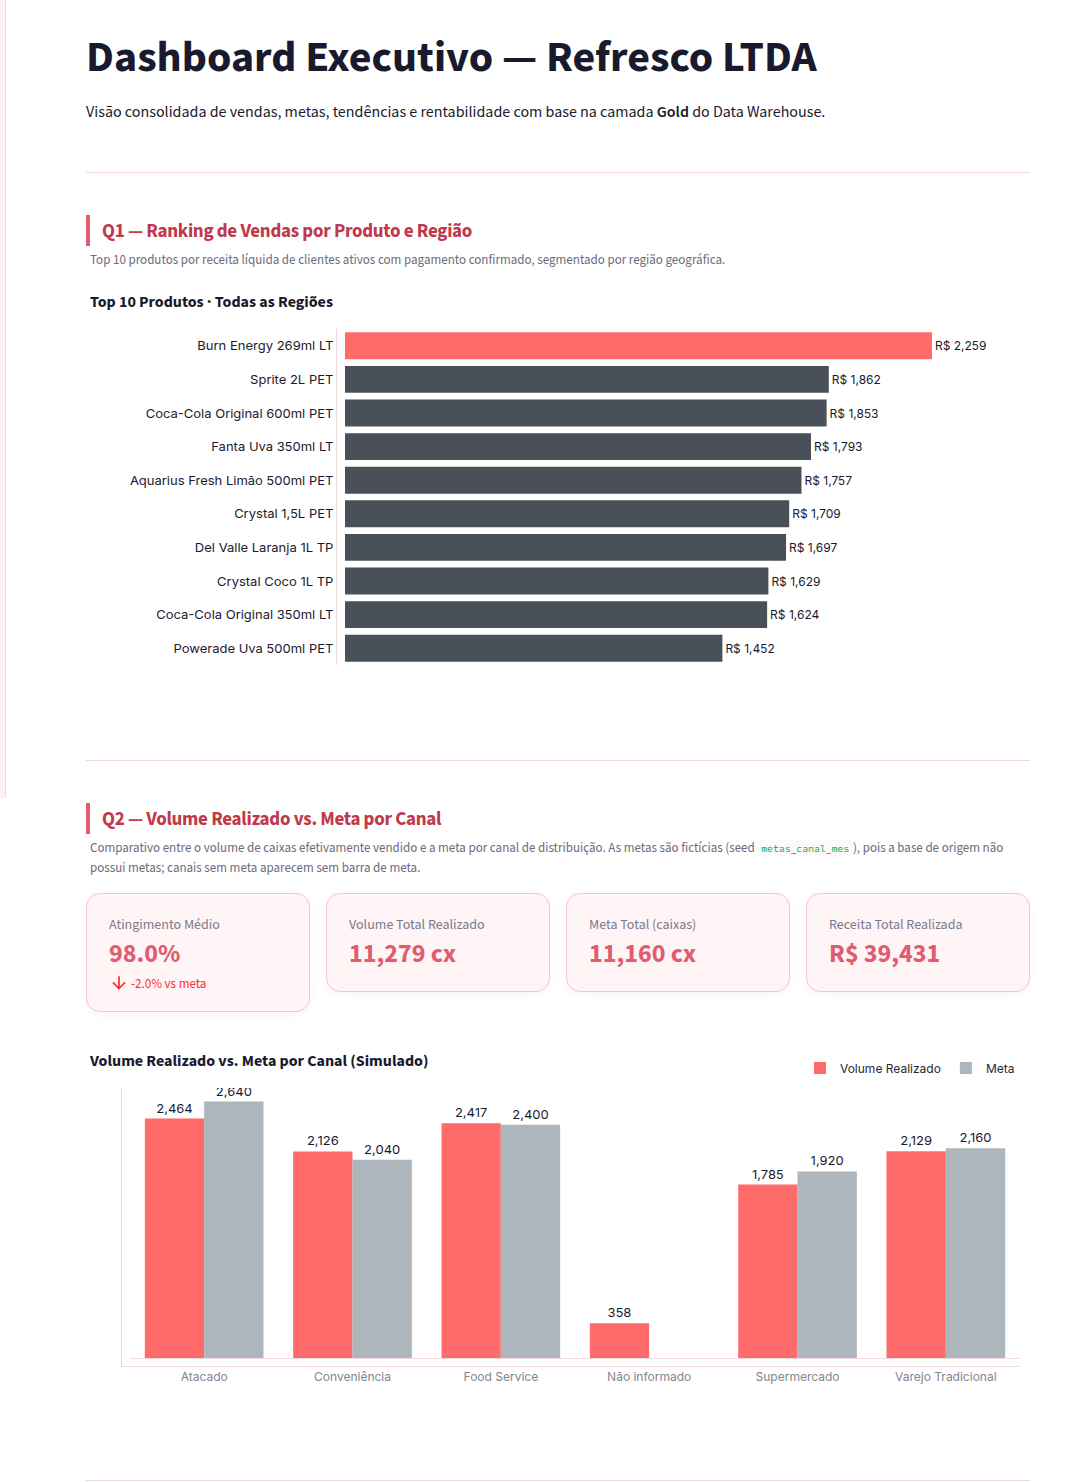 Dashboard Executivo — Refresco LTDA
Visão consolidada de vendas, metas, tendências e rentabilidade com base na camada Gold do Data Warehouse.
Q1 — Ranking de Vendas por Produto e Região
Top 10 produtos por receita líquida de clientes ativos com pagamento confirmado, segmentado por região geográfica.
Top 10 Produtos · Todas as Regiões
Burn Energy 269ml LT R$ 2,259
Sprite 2L PET R$ 1,862
Coca-Cola Original 600ml PET R$ 1,853
Fanta Uva 350ml LT R$ 1,793
Aquarius Fresh Limão 500ml PET R$ 1,757
Crystal 1,5L PET R$ 1,709
Del Valle Laranja 1L TP R$ 1,697
Crystal Coco 1L TP R$ 1,629
Coca-Cola Original 350ml LT R$ 1,624
Powerade Uva 500ml PET R$ 1,452
Q2 — Volume Realizado vs. Meta por Canal
Comparativo entre o volume de caixas efetivamente vendido e a meta por canal de distribuição. As metas são fictícias (seed metas_canal_mes ), pois a base de origem não
possui metas; canais sem meta aparecem sem barra de meta.
Atingimento Médio
98.0%
-2.0% vs meta
Volume Total Realizado
11,279 cx
Meta Total (caixas)
11,160 cx
Receita Total Realizada
R$ 39,431
Volume Realizado vs. Meta por Canal (Simulado)
Volume Realizado Meta
2,464 2,640
2,126 2,040
2,417 2,400
358
1,785 1,920
2,129 2,160
Atacado Conveniência Food Service Não informado Supermercado Varejo Tradicional